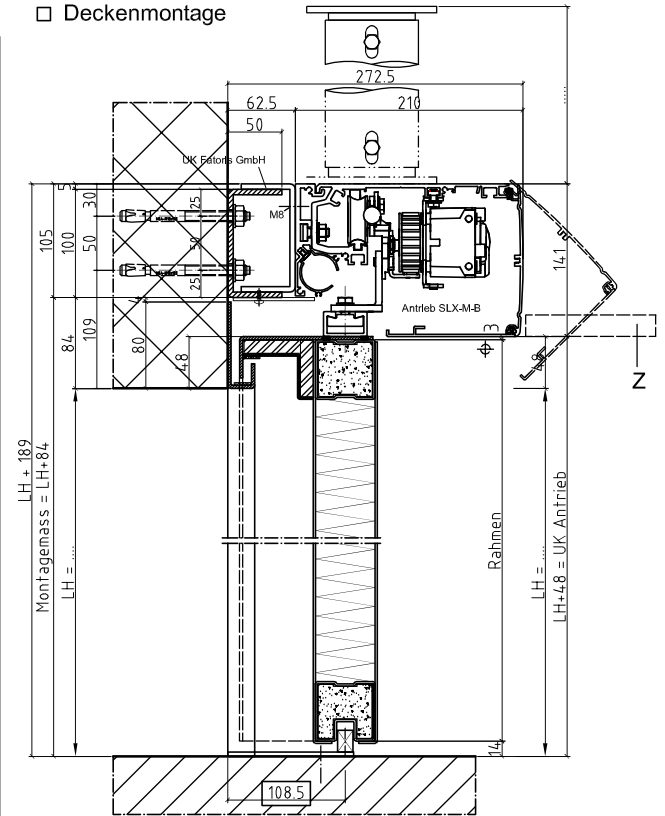 □ Deckenmontage
272.5
....
62.5
210
50
UK Fatoris GmbH
5
30
25
M8
105
100
50
50
141
25
4
Antrieb SLX-M-B
3
109
84
80
48
48
Z
LH + 189
Montagemass = LH+84
LH = ....
Rahmen
LH = ....
LH+48 = UK Antrieb
14
108.5